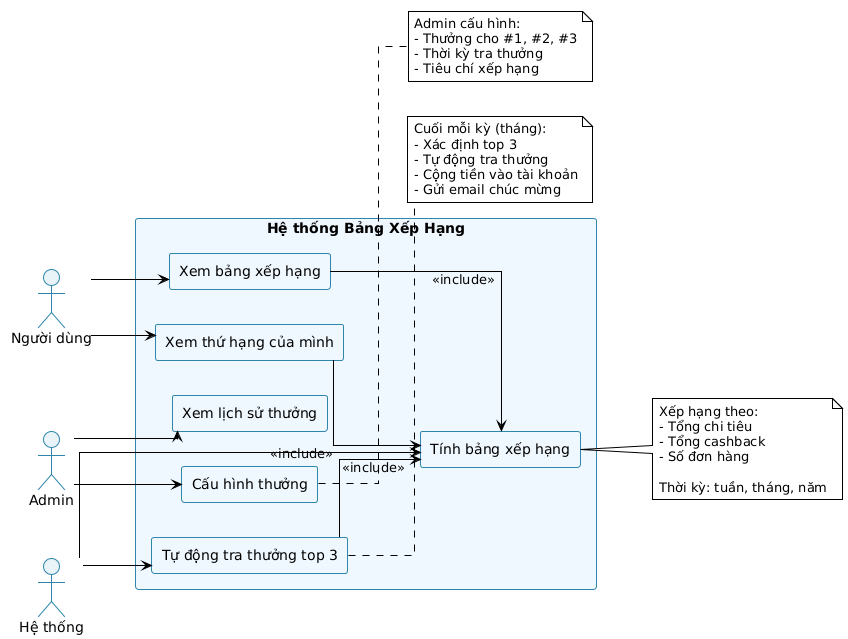 Admin cấu hình:
- Thưởng cho #1, #2, #3
- Thời kỳ tra thưởng
- Tiêu chí xếp hạng
Cuối mỗi kỳ (tháng):
- Xác định top 3
- Tự động tra thưởng
- Cộng tiền vào tài khoản
- Gửi email chúc mừng
Hệ thống Bảng Xếp Hạng
Xem bảng xếp hạng
«include»
Người dùng
Xem thứ hạng của mình
Xem lịch sử thưởng
Xếp hạng theo:
- Tổng chi tiêu
- Tổng cashback
- Số đơn hàng
Thời kỳ: tuần, tháng, năm
Tính bảng xếp hạng
«include»
«include»
Admin
Cấu hình thưởng
Tự động tra thưởng top 3
Hệ thống